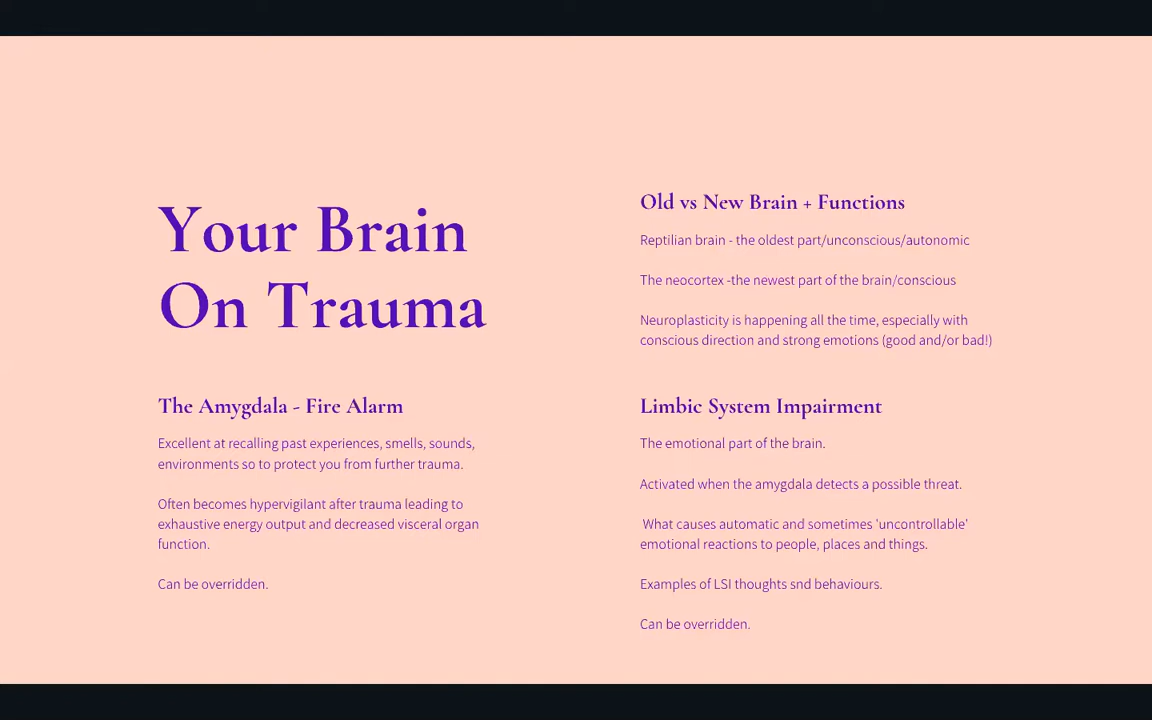 Your Brain
On Trauma
The Amygdala - Fire Alarm
Excellent at recalling past experiences, smells, sounds,
environments so to protect you from further trauma.
Often becomes hypervigilant after trauma leading to
exhaustive energy output and decreased visceral organ
function.
Can be overridden.
Old vs New Brain + Functions
Reptilian brain - the oldest part/unconscious/autonomic
The neocortex -the newest part of the brain/conscious
Neuroplasticity is happening all the time, especially with
conscious direction and strong emotions (good and/or bad!)
Limbic System Impairment
The emotional part of the brain.
Activated when the amygdala detects a possible threat.
What causes automatic and sometimes 'uncontrollable'
emotional reactions to people, places and things.
Examples of LSI thoughts snd behaviours.
Can be overridden.